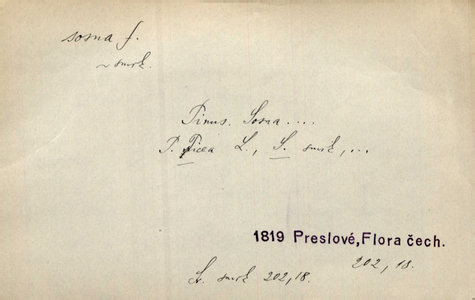 sosna f.
~ smrk.
Pinus. Sosna....
P. Picea L., S. smrk,...
1819 Preslové, Flora čech.
202, 18.
N. smrk 202, 18.